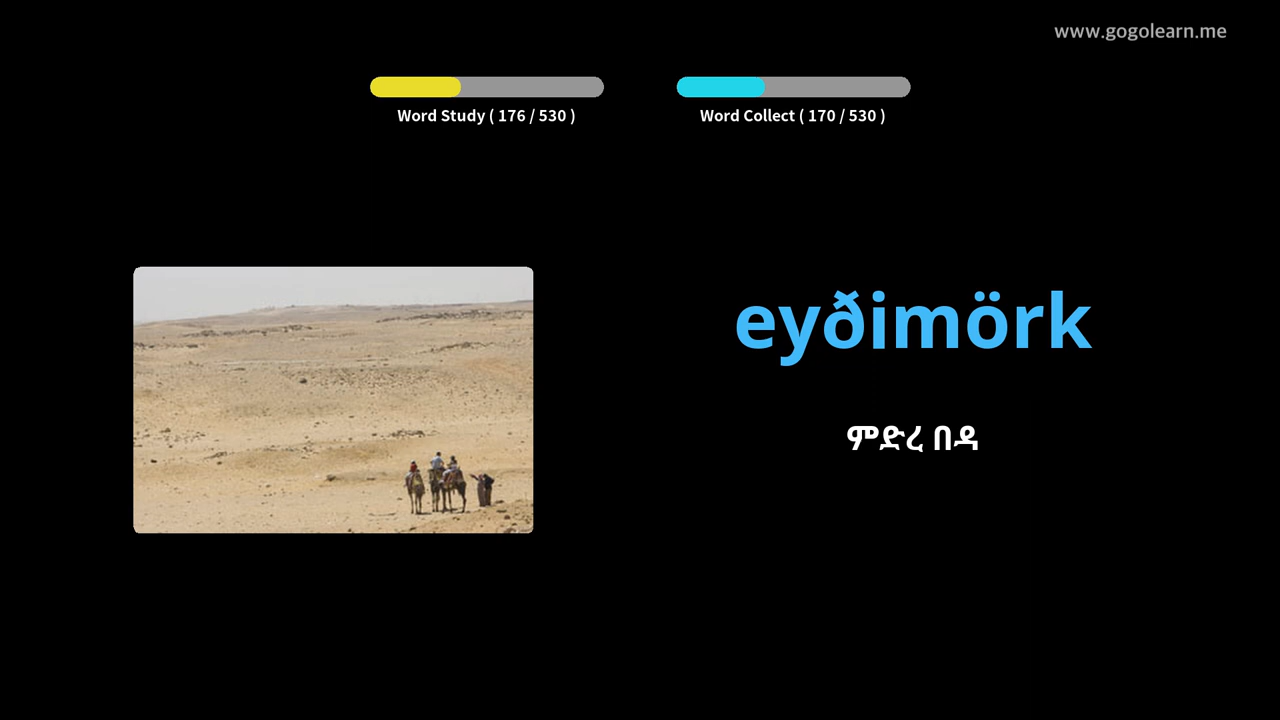 www.gogolearn.me
Word Study ( 176 / 530 )
Word Collect ( 170 / 530 )
eyðimörk
ምድረ በዳ